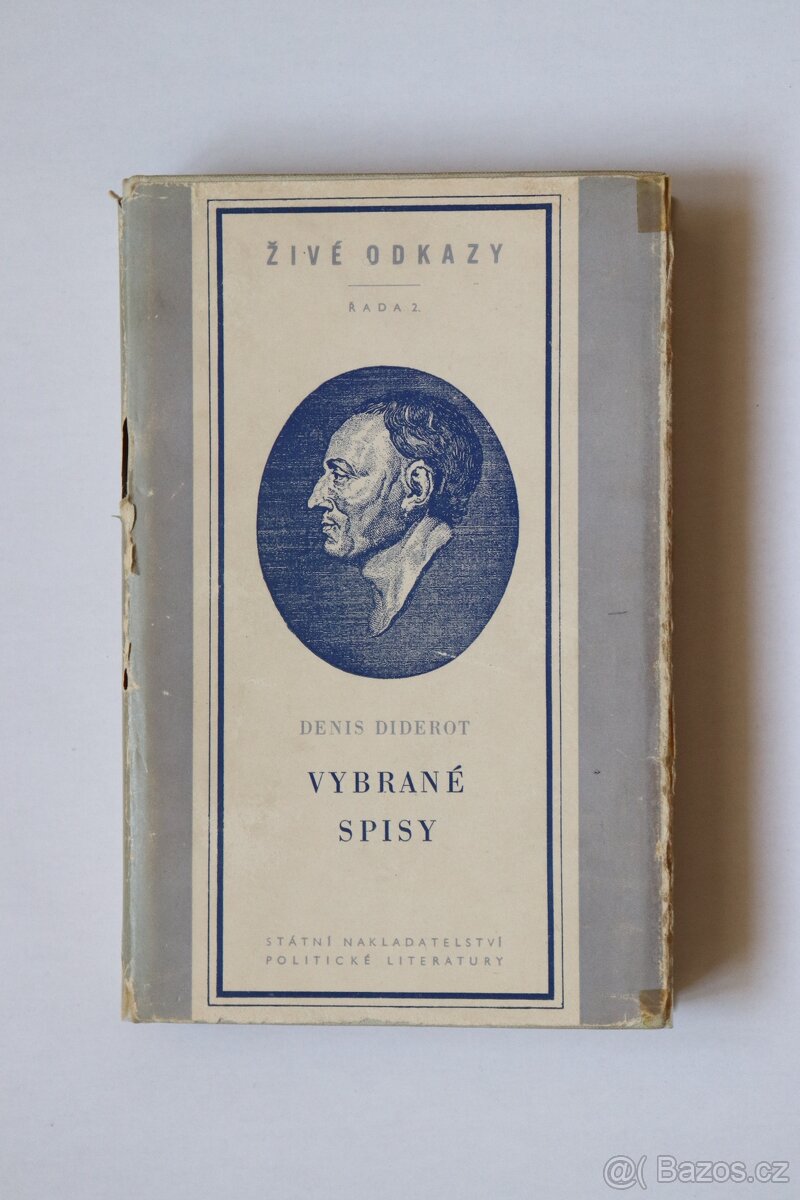 ŽIVÉ ODKAZY
ŘADA 2.
DENIS DIDEROT
VYBRANÉ
SPISY
STÁTNÍ NAKLADATELSTVÍ
POLITICKÉ LITERATURY
@( Bazos.cz